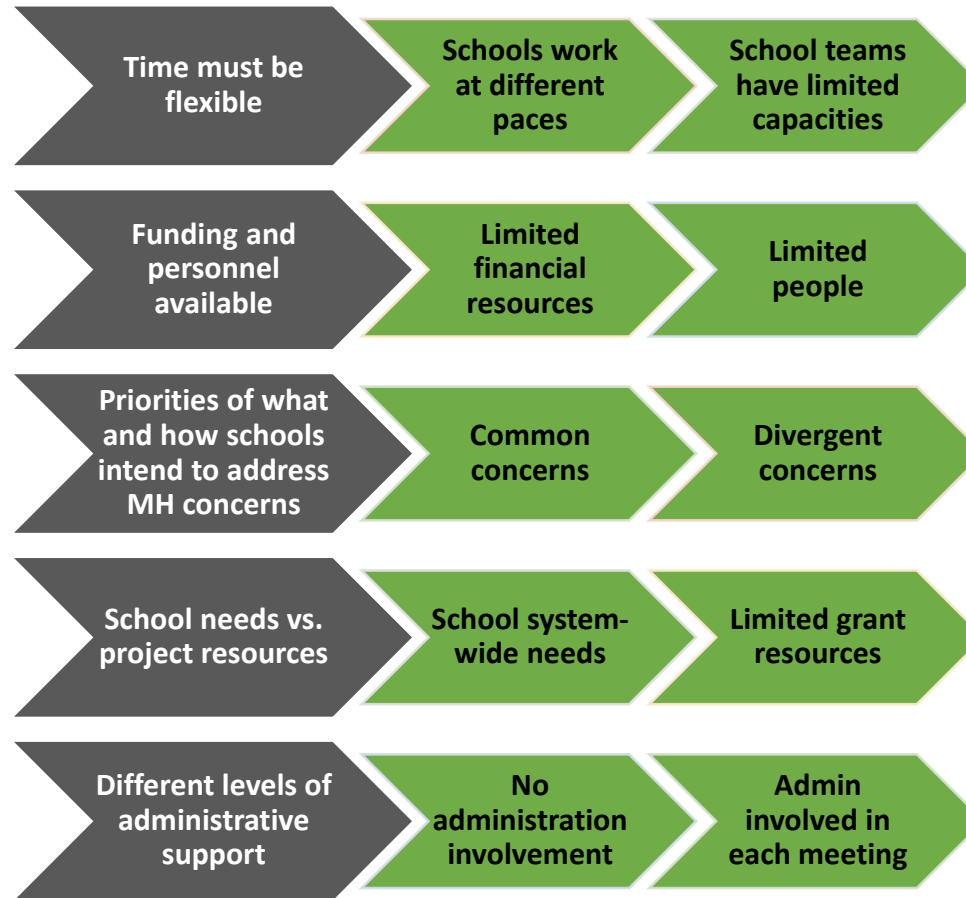 Time must be
flexible
Schools work
at different
paces
School teams
have limited
capacities
Funding and
personnel
available
Limited
financial
resources
Limited
people
Priorities of what
and how schools
intend to address
MH concerns
Common
concerns
Divergent
concerns
School needs vs.
project resources
School system-
wide needs
Limited grant
resources
Different levels of
administrative
support
No
administration
involvement
Admin
involved in
each meeting